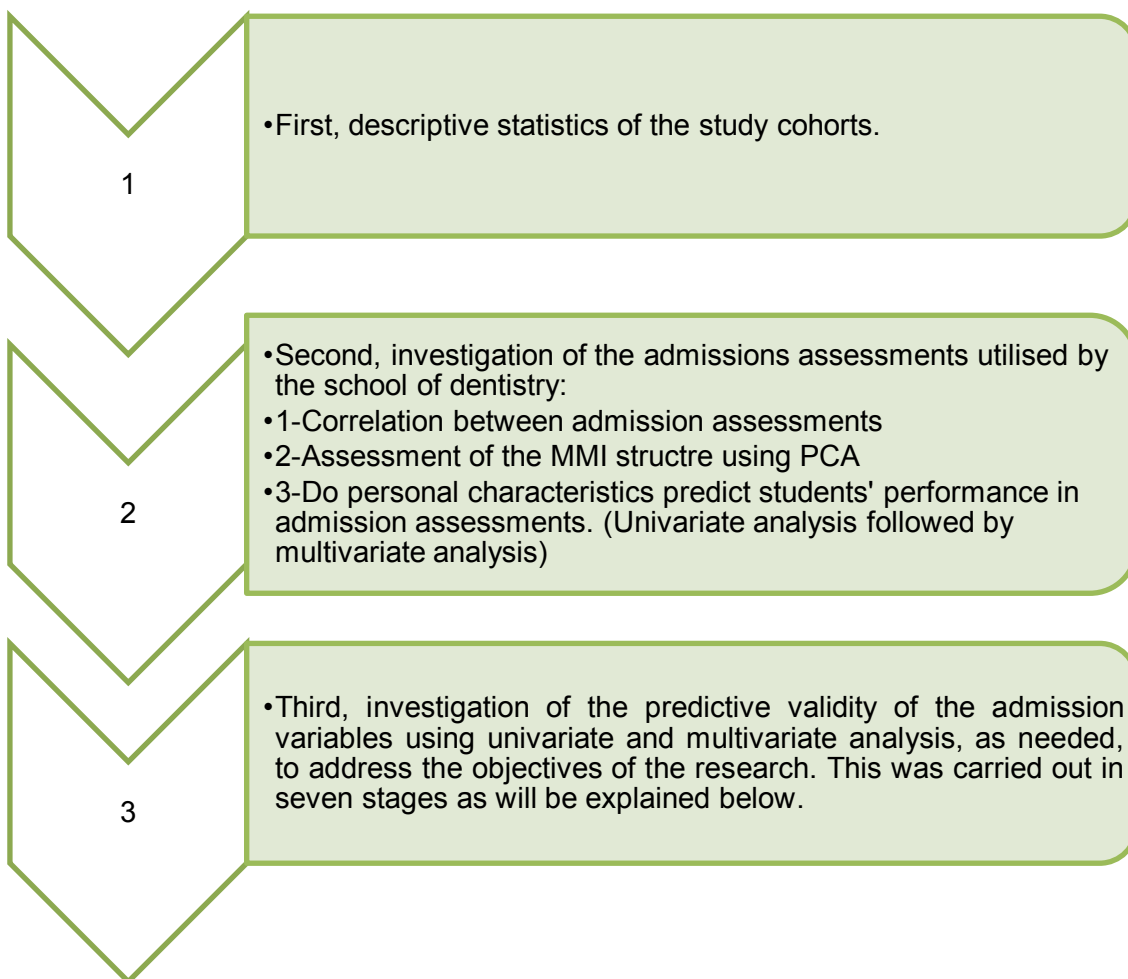 1
•First, descriptive statistics of the study cohorts.
2
•Second, investigation of the admissions assessments utilised by
the school of dentistry:
•1-Correlation between admission assessments
•2-Assessment of the MMI structre using PCA
•3-Do personal characteristics predict students' performance in
admission assessments. (Univariate analysis followed by
multivariate analysis)
3
•Third, investigation of the predictive validity of the admission
variables using univariate and multivariate analysis, as needed,
to address the objectives of the research. This was carried out in
seven stages as will be explained below.